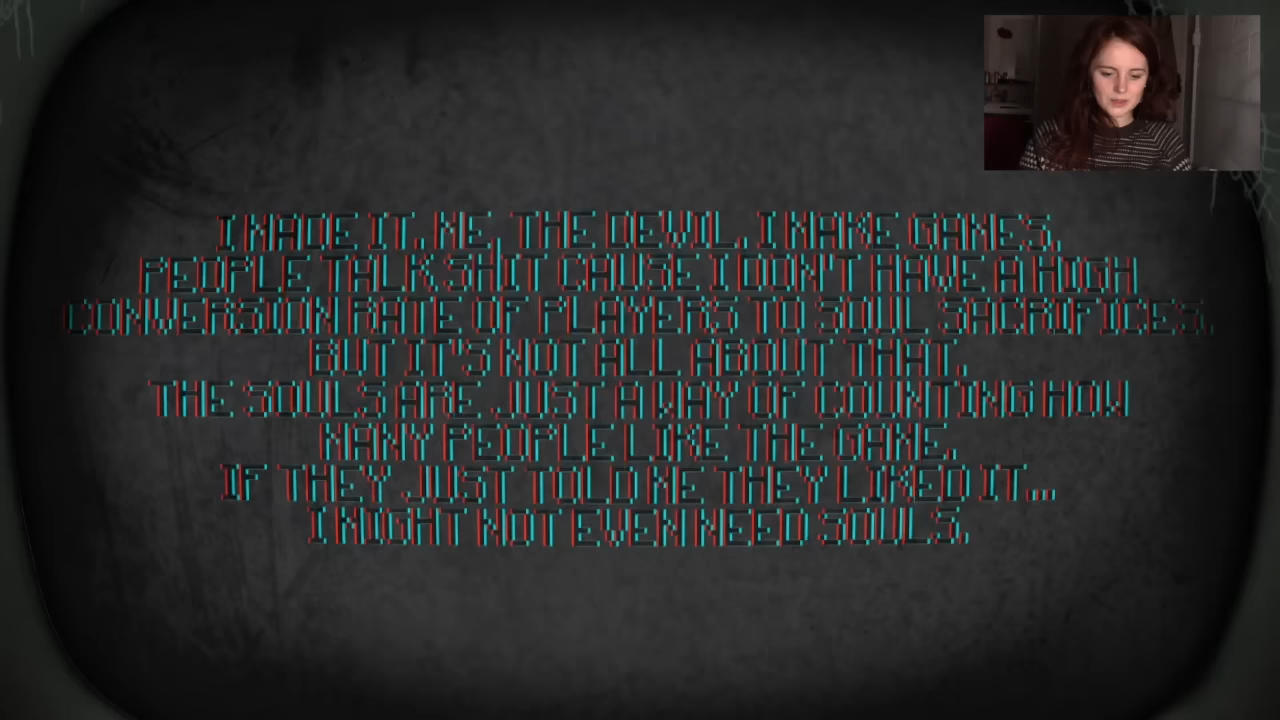 I MADE IT. ME, THE DEVIL. I MAKE GAMES.
PEOPLE TALK SHIT CAUSE I DON'T HAVE A HIGH
CONVERSION RATE OF PLAYERS TO SOUL SACRIFICES.
BUT IT'S NOT ALL ABOUT THAT.
THE SOULS ARE JUST A WAY OF COUNTING HOW
MANY PEOPLE LIKE THE GAME.
IF THEY JUST TOLD ME THEY LIKED IT...
I MIGHT NOT EVEN NEED SOULS.